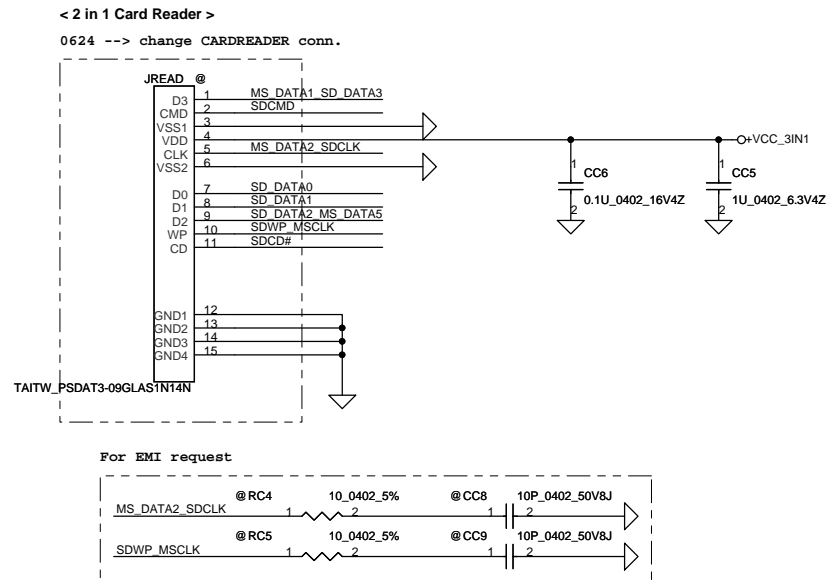 < 2 in 1 Card Reader >
0624 --> change CARDREADER conn.
JREAD @
D3 1 MS_DATA1_SD_DATA3
CMD 2 SDCMD
VSS1 3
VDD 4 +VCC_3IN1
CLK 5 MS_DATA2_SDCLK
VSS2 6
D0 7 SD_DATA0
D1 8 SD_DATA1
D2 9 SD_DATA2_MS_DATA5
WP 10 SDWP_MSCLK
CD 11 SDCD#
1 CC6
0.1U_0402_16V4Z
2
1 CC5
1U_0402_6.3V4Z
2
GND1 12
GND2 13
GND3 14
GND4 15
TAITW_PSDAT3-09GLAS1N14N
For EMI request
@RC4 10_0402_5% @CC8 10P_0402_50V8J
MS_DATA2_SDCLK 1 2 1 2
@RC5 10_0402_5% @CC9 10P_0402_50V8J
SDWP_MSCLK 1 2 1 2